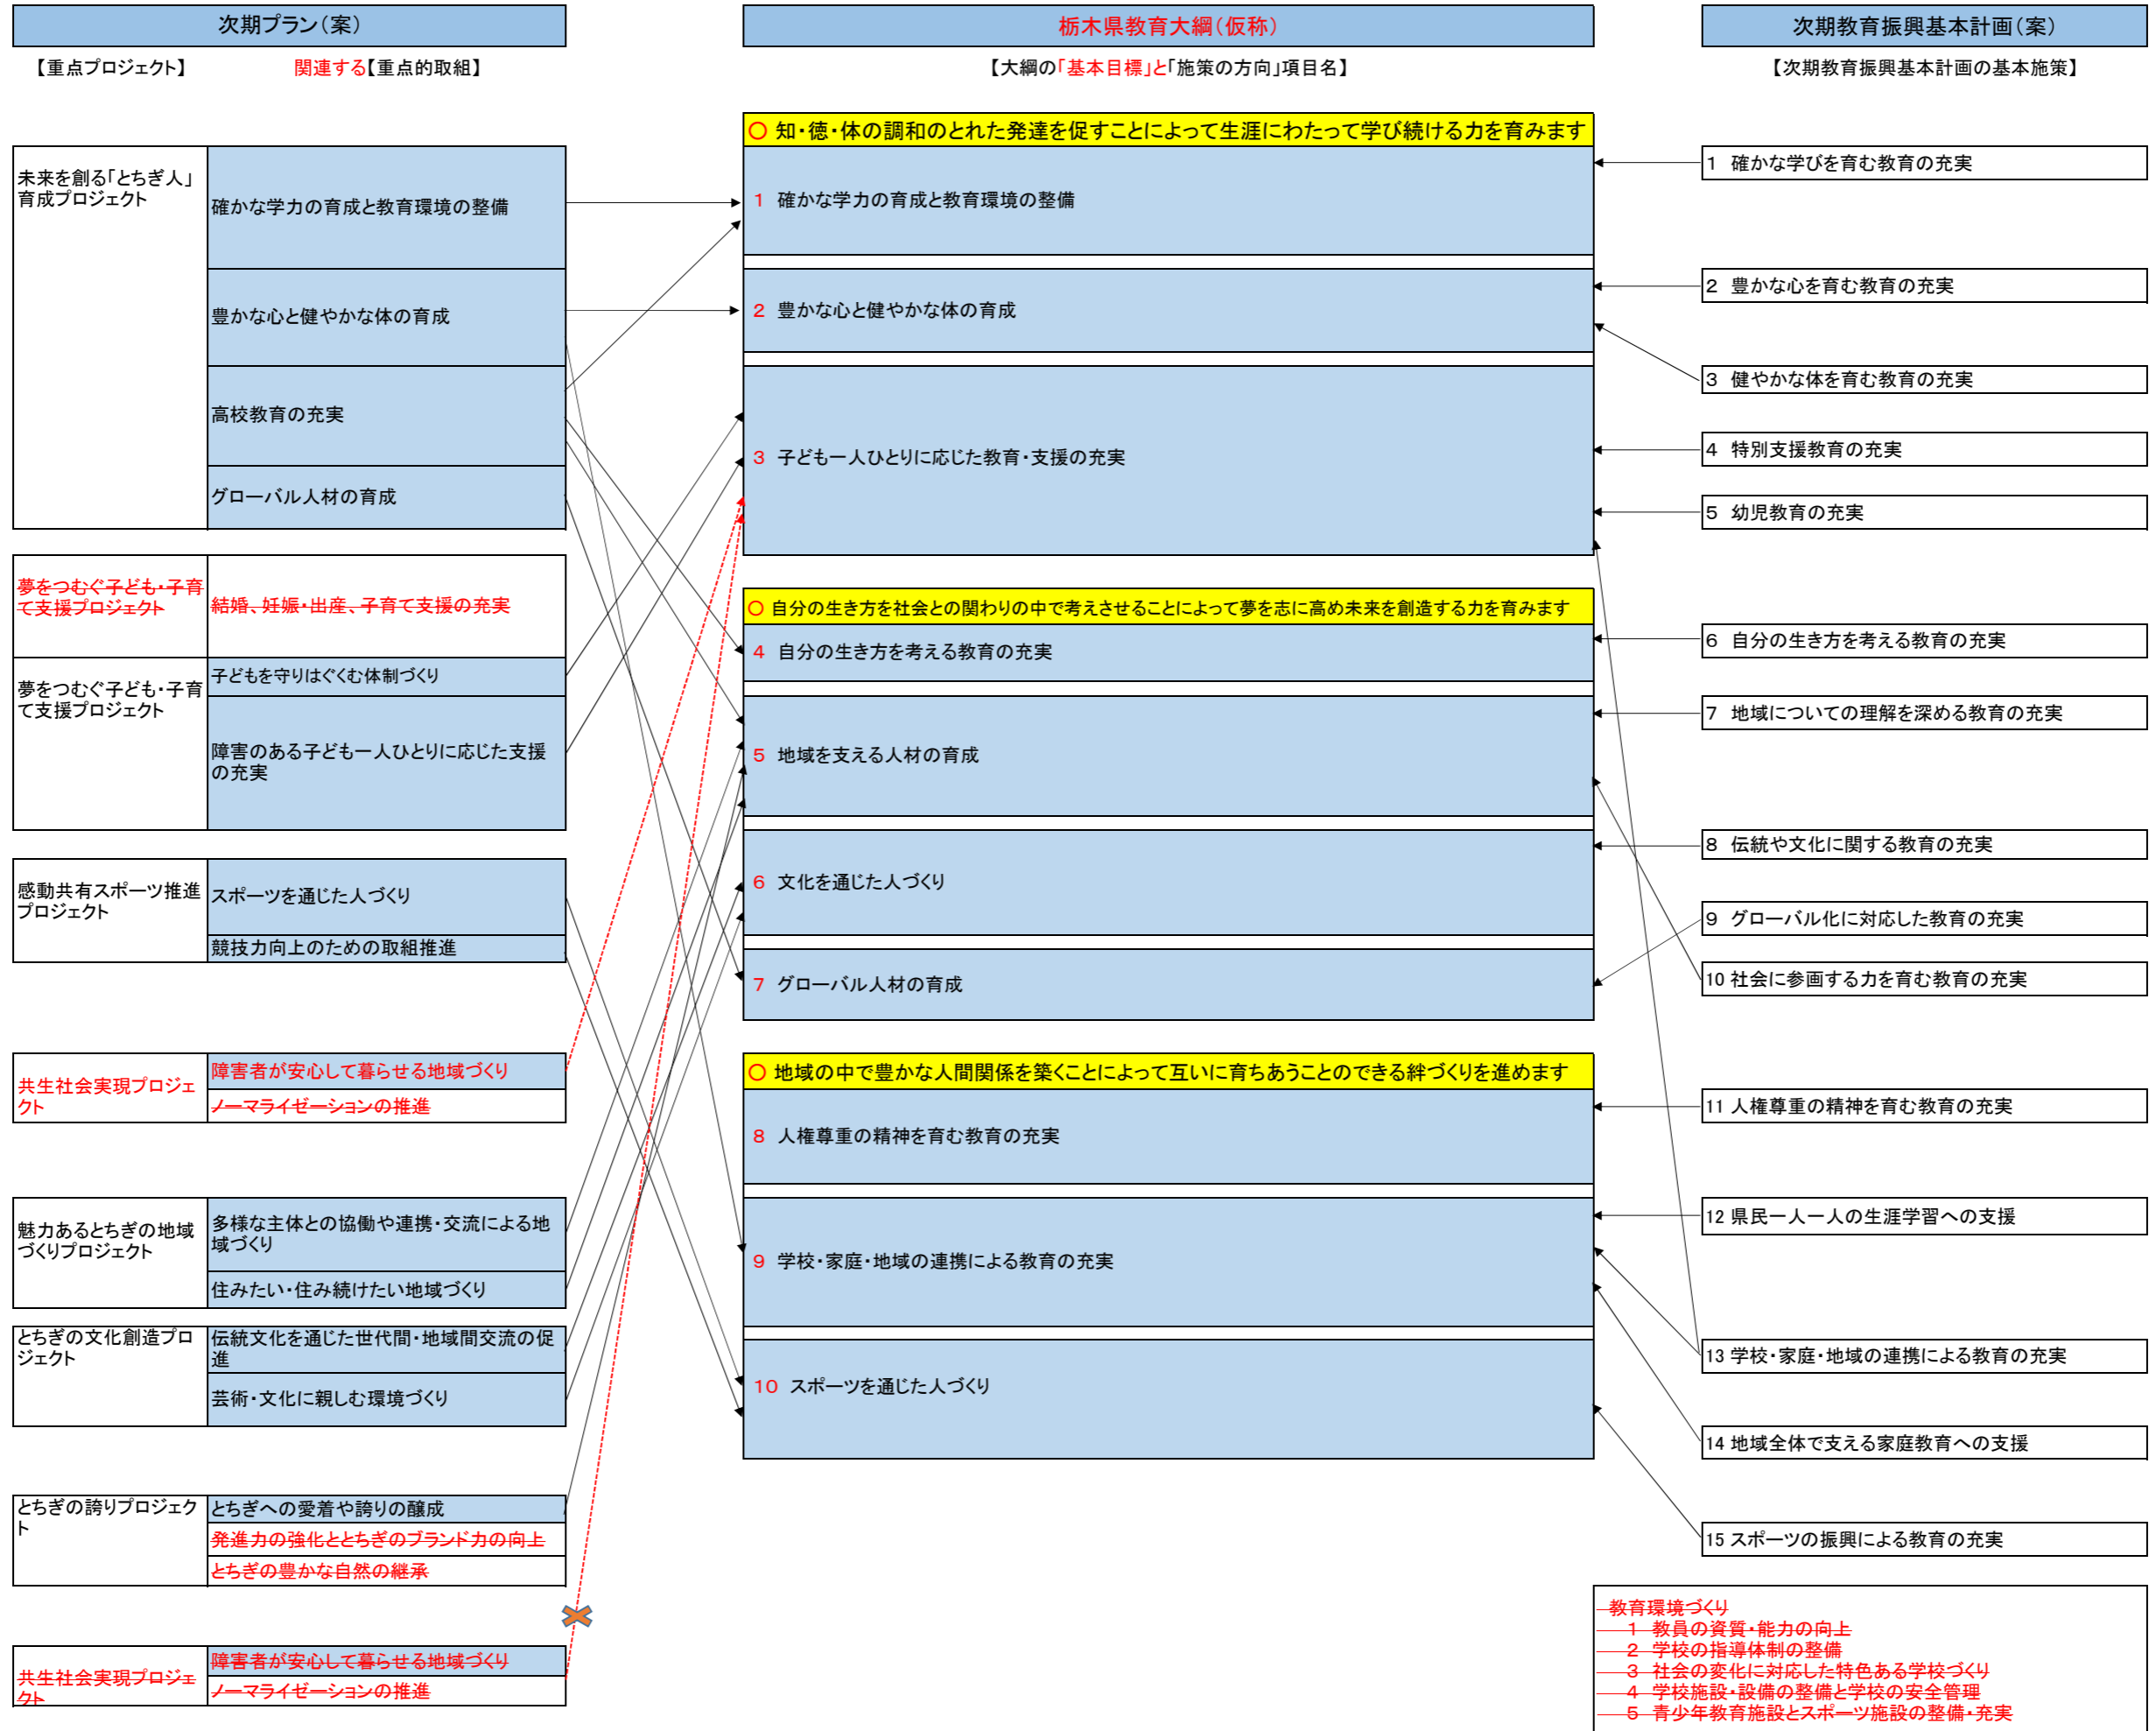 次期プラン(案)
【重点プロジェクト】
関連する【重点的取組】
未来を創る「とちぎ人」
育成プロジェクト
確かな学力の育成と教育環境の整備
豊かな心と健やかな体の育成
高校教育の充実
グローバル人材の育成
夢をつむぐ子ども・子育
て支援プロジェクト
結婚、妊娠・出産、子育て支援の充実
夢をつむぐ子ども・子育
て支援プロジェクト
子どもを守りはぐくむ体制づくり
障害のある子ども一人ひとりに応じた支援
の充実
感動共有スポーツ推進
プロジェクト
スポーツを通じた人づくり
競技力向上のための取組推進
共生社会実現プロジェ
クト
障害者が安心して暮らせる地域づくり
ノーマライゼーションの推進
魅力あるとちぎの地域
づくりプロジェクト
多様な主体との協働や連携・交流による地
域づくり
住みたい・住み続けたい地域づくり
とちぎの文化創造プロ
ジェクト
伝統文化を通じた世代間・地域間交流の促
進
芸術・文化に親しむ環境づくり
とちぎの誇りプロジェク
ト
とちぎへの愛着や誇りの醸成
発進力の強化ととちぎのブランド力の向上
とちぎの豊かな自然の継承
共生社会実現プロジェ
クト
障害者が安心して暮らせる地域づくり
ノーマライゼーションの推進
栃木県教育大綱(仮称)
【大綱の「基本目標」と「施策の方向」項目名】
○ 知・徳・体の調和のとれた発達を促すことによって生涯にわたって学び続ける力を育みます
1 確かな学力の育成と教育環境の整備
2 豊かな心と健やかな体の育成
3 子ども一人ひとりに応じた教育・支援の充実
○ 自分の生き方を社会との関わりの中で考えさせることによって夢を志に高め未来を創造する力を育みます
4 自分の生き方を考える教育の充実
5 地域を支える人材の育成
6 文化を通じた人づくり
7 グローバル人材の育成
○ 地域の中で豊かな人間関係を築くことによって互いに育ちあうことのできる絆づくりを進めます
8 人権尊重の精神を育む教育の充実
9 学校・家庭・地域の連携による教育の充実
10 スポーツを通じた人づくり
次期教育振興基本計画(案)
【次期教育振興基本計画の基本施策】
1 確かな学びを育む教育の充実
2 豊かな心を育む教育の充実
3 健やかな体を育む教育の充実
4 特別支援教育の充実
5 幼児教育の充実
6 自分の生き方を考える教育の充実
7 地域についての理解を深める教育の充実
8 伝統や文化に関する教育の充実
9 グローバル化に対応した教育の充実
10 社会に参画する力を育む教育の充実
11 人権尊重の精神を育む教育の充実
12 県民一人一人の生涯学習への支援
13 学校・家庭・地域の連携による教育の充実
14 地域全体で支える家庭教育への支援
15 スポーツの振興による教育の充実
教育環境づくり
1 教員の資質・能力の向上
2 学校の指導体制の整備
3 社会の変化に対応した特色ある学校づくり
4 学校施設・設備の整備と学校の安全管理
5 青少年教育施設とスポーツ施設の整備・充実